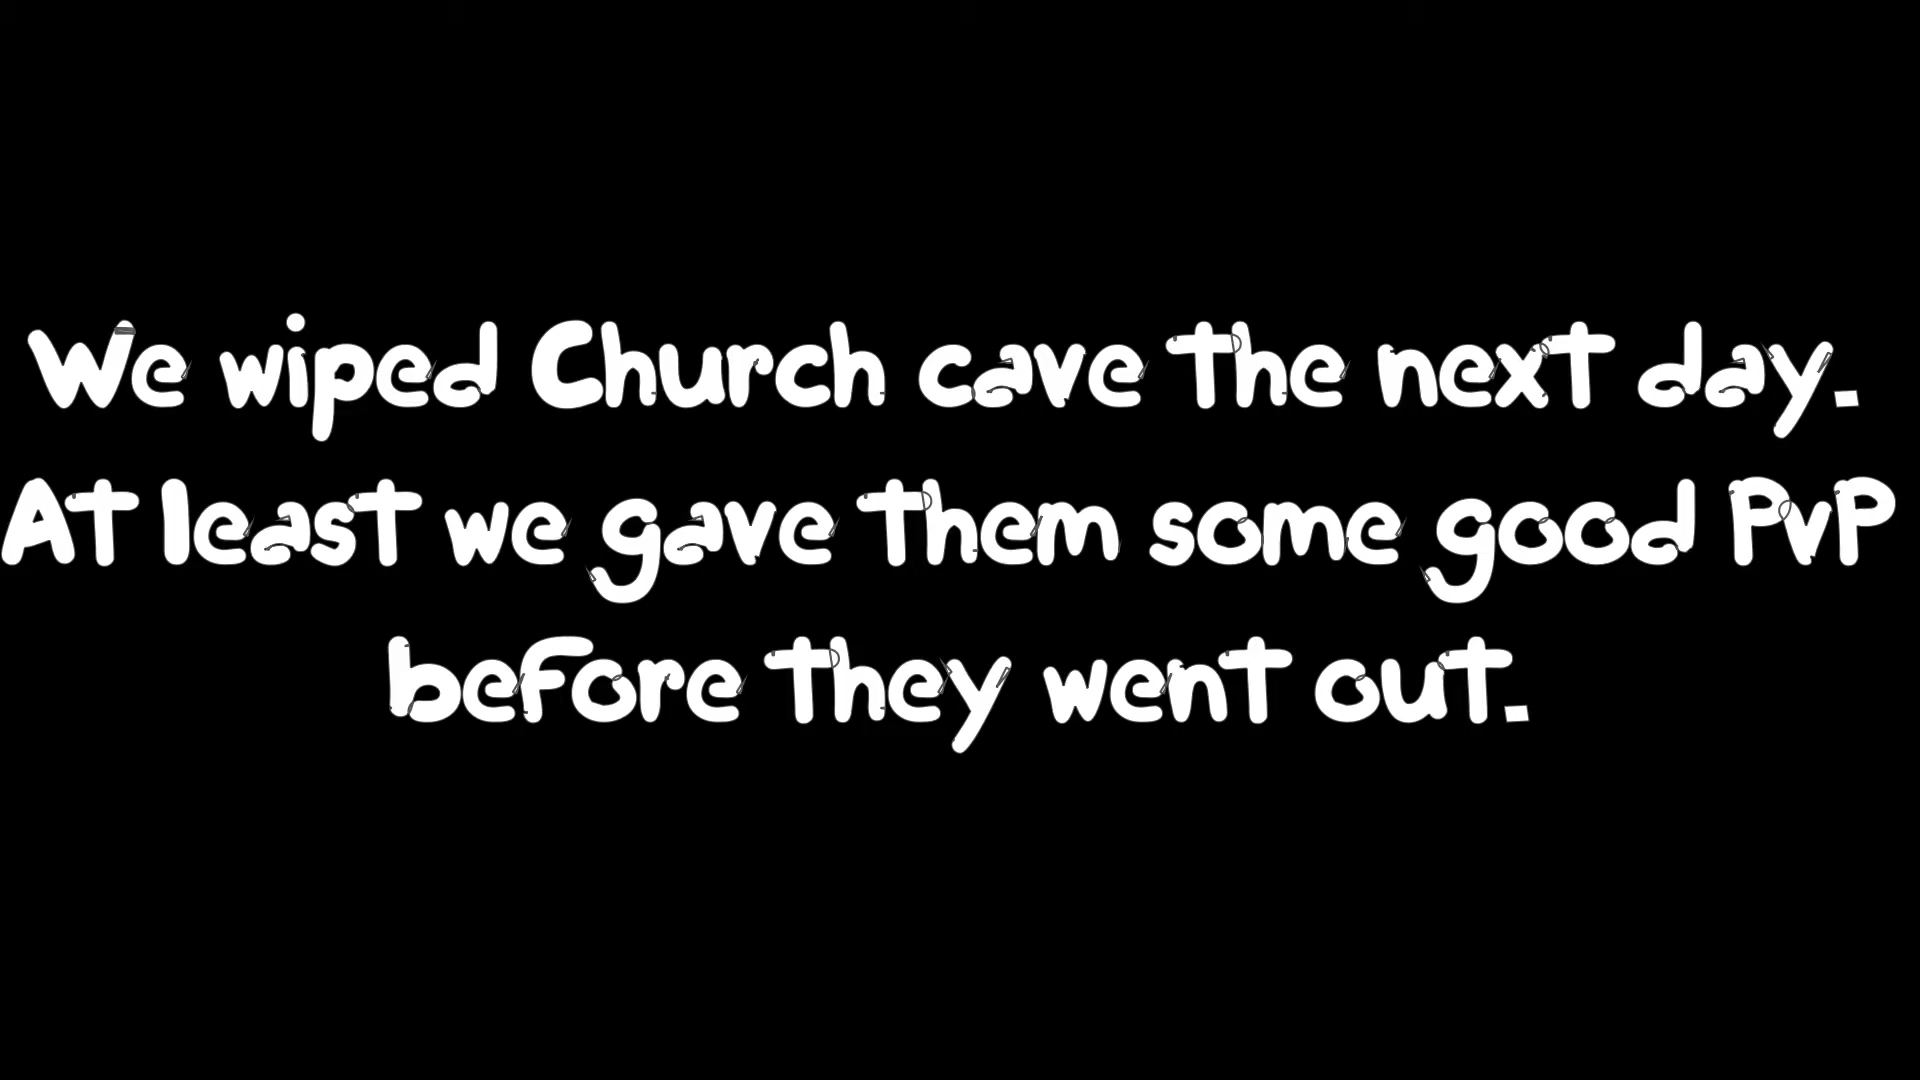 We wiped Church cave the next day.
At least we gave them some good PvP
before they went out.